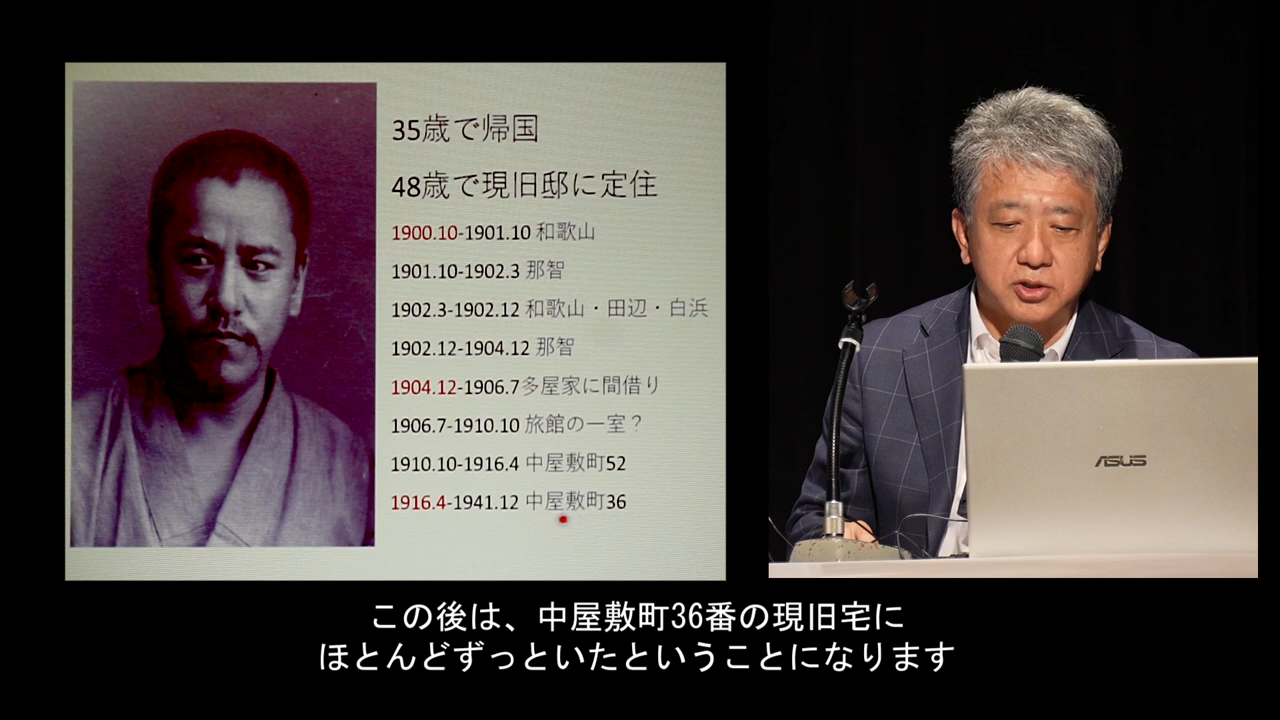 35歳で帰国
48歳で現旧邸に定住
1900.10-1901.10 和歌山
1901.10-1902.3 那智
1902.3-1902.12 和歌山・田辺・白浜
1902.12-1904.12 那智
1904.12-1906.7多屋家に間借り
1906.7-1910.10 旅館の一室？
1910.10-1916.4 中屋敷町52
1916.4-1941.12 中屋敷町36
ASUS
この後は、中屋敷町36番の現旧宅に
ほとんどずっといたということになります